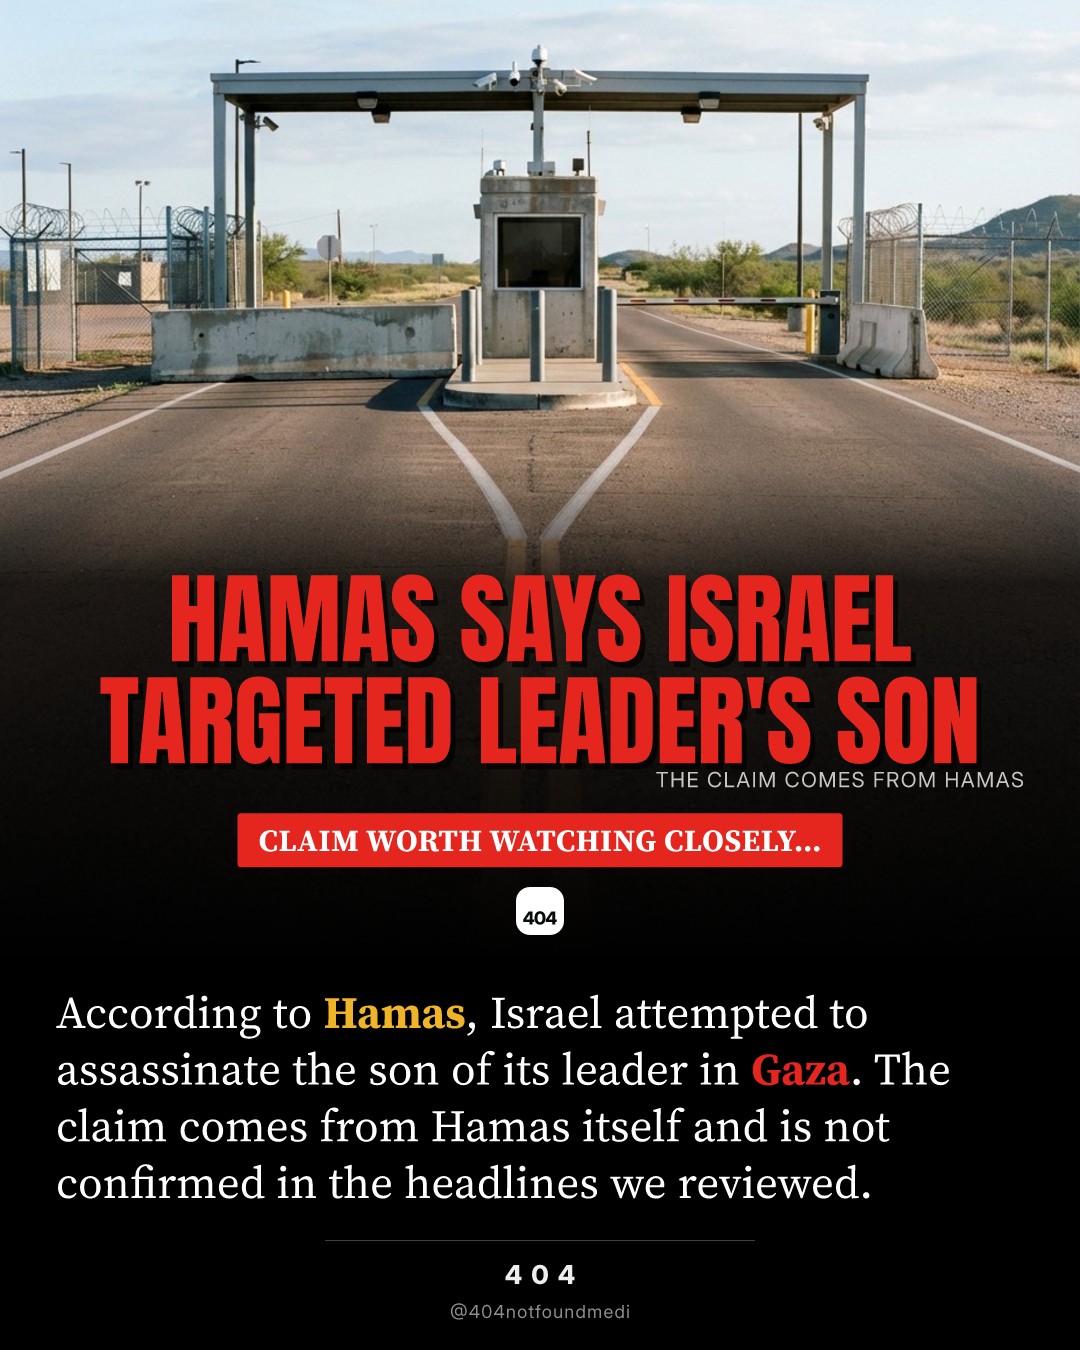 HAMAS SAYS ISRAEL
TARGETED LEADER'S SON
THE CLAIM COMES FROM HAMAS
CLAIM WORTH WATCHING CLOSELY...
404
According to Hamas, Israel attempted to
assassinate the son of its leader in Gaza. The
claim comes from Hamas itself and is not
confirmed in the headlines we reviewed.
404
@404notfoundmedi